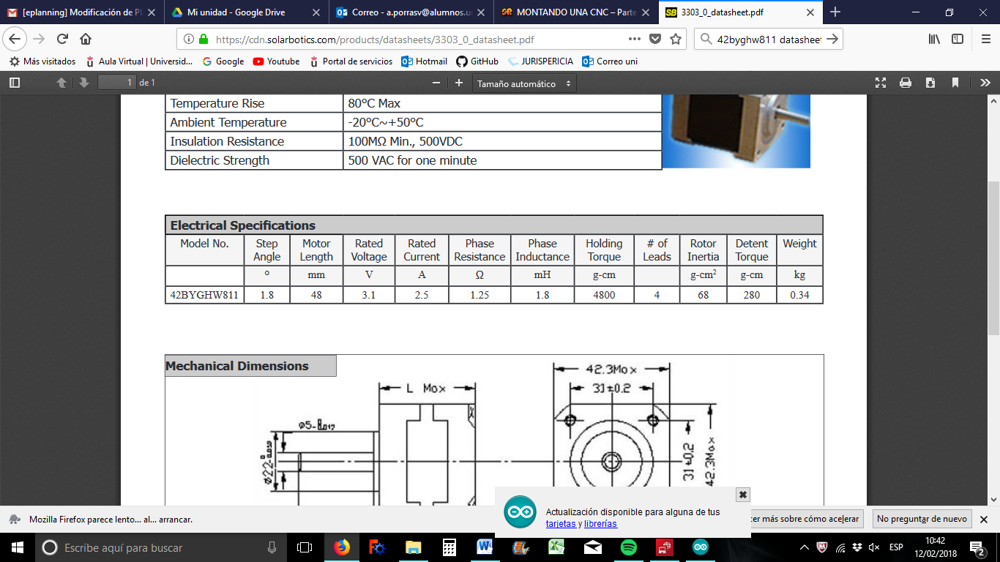 [eplanning] Modificación de Pl
Mi unidad - Google Drive
Correo - a.porrasv@alumnos.u
MONTANDO UNA CNC – Parte
3303_0_datasheet.pdf
https://cdn.solarbotics.com/products/datasheets/3303_0_datasheet.pdf
42byghw811 datasheet
Más visitados Aula Virtual | Universid... Google Youtube Portal de servicios Hotmail GitHub JURISPERICIA Correo uni
1 de 1 Tamaño automático
Temperature Rise 80°C Max
Ambient Temperature -20°C~+50°C
Insulation Resistance 100MΩ Min., 500VDC
Dielectric Strength 500 VAC for one minute
Electrical Specifications
Model No. Step Motor Rated Rated Phase Phase Holding # of Rotor Detent Weight
Angle Length Voltage Current Resistance Inductance Torque Leads Inertia Torque
° mm V A Ω mH g-cm g-cm² g-cm kg
42BYGHW811 1.8 48 3.1 2.5 1.25 1.8 4800 4 68 280 0.34
Mechanical Dimensions
42.3Max
L Max
31±0.2
31±0.2
42.3Max
Actualización disponible para alguna de tus
tarjetas y librerías
Mozilla Firefox parece lento... al... arrancar.
er más sobre cómo acelerar
No preguntar de nuevo
Escribe aquí para buscar
ESP
10:42
12/02/2018
2